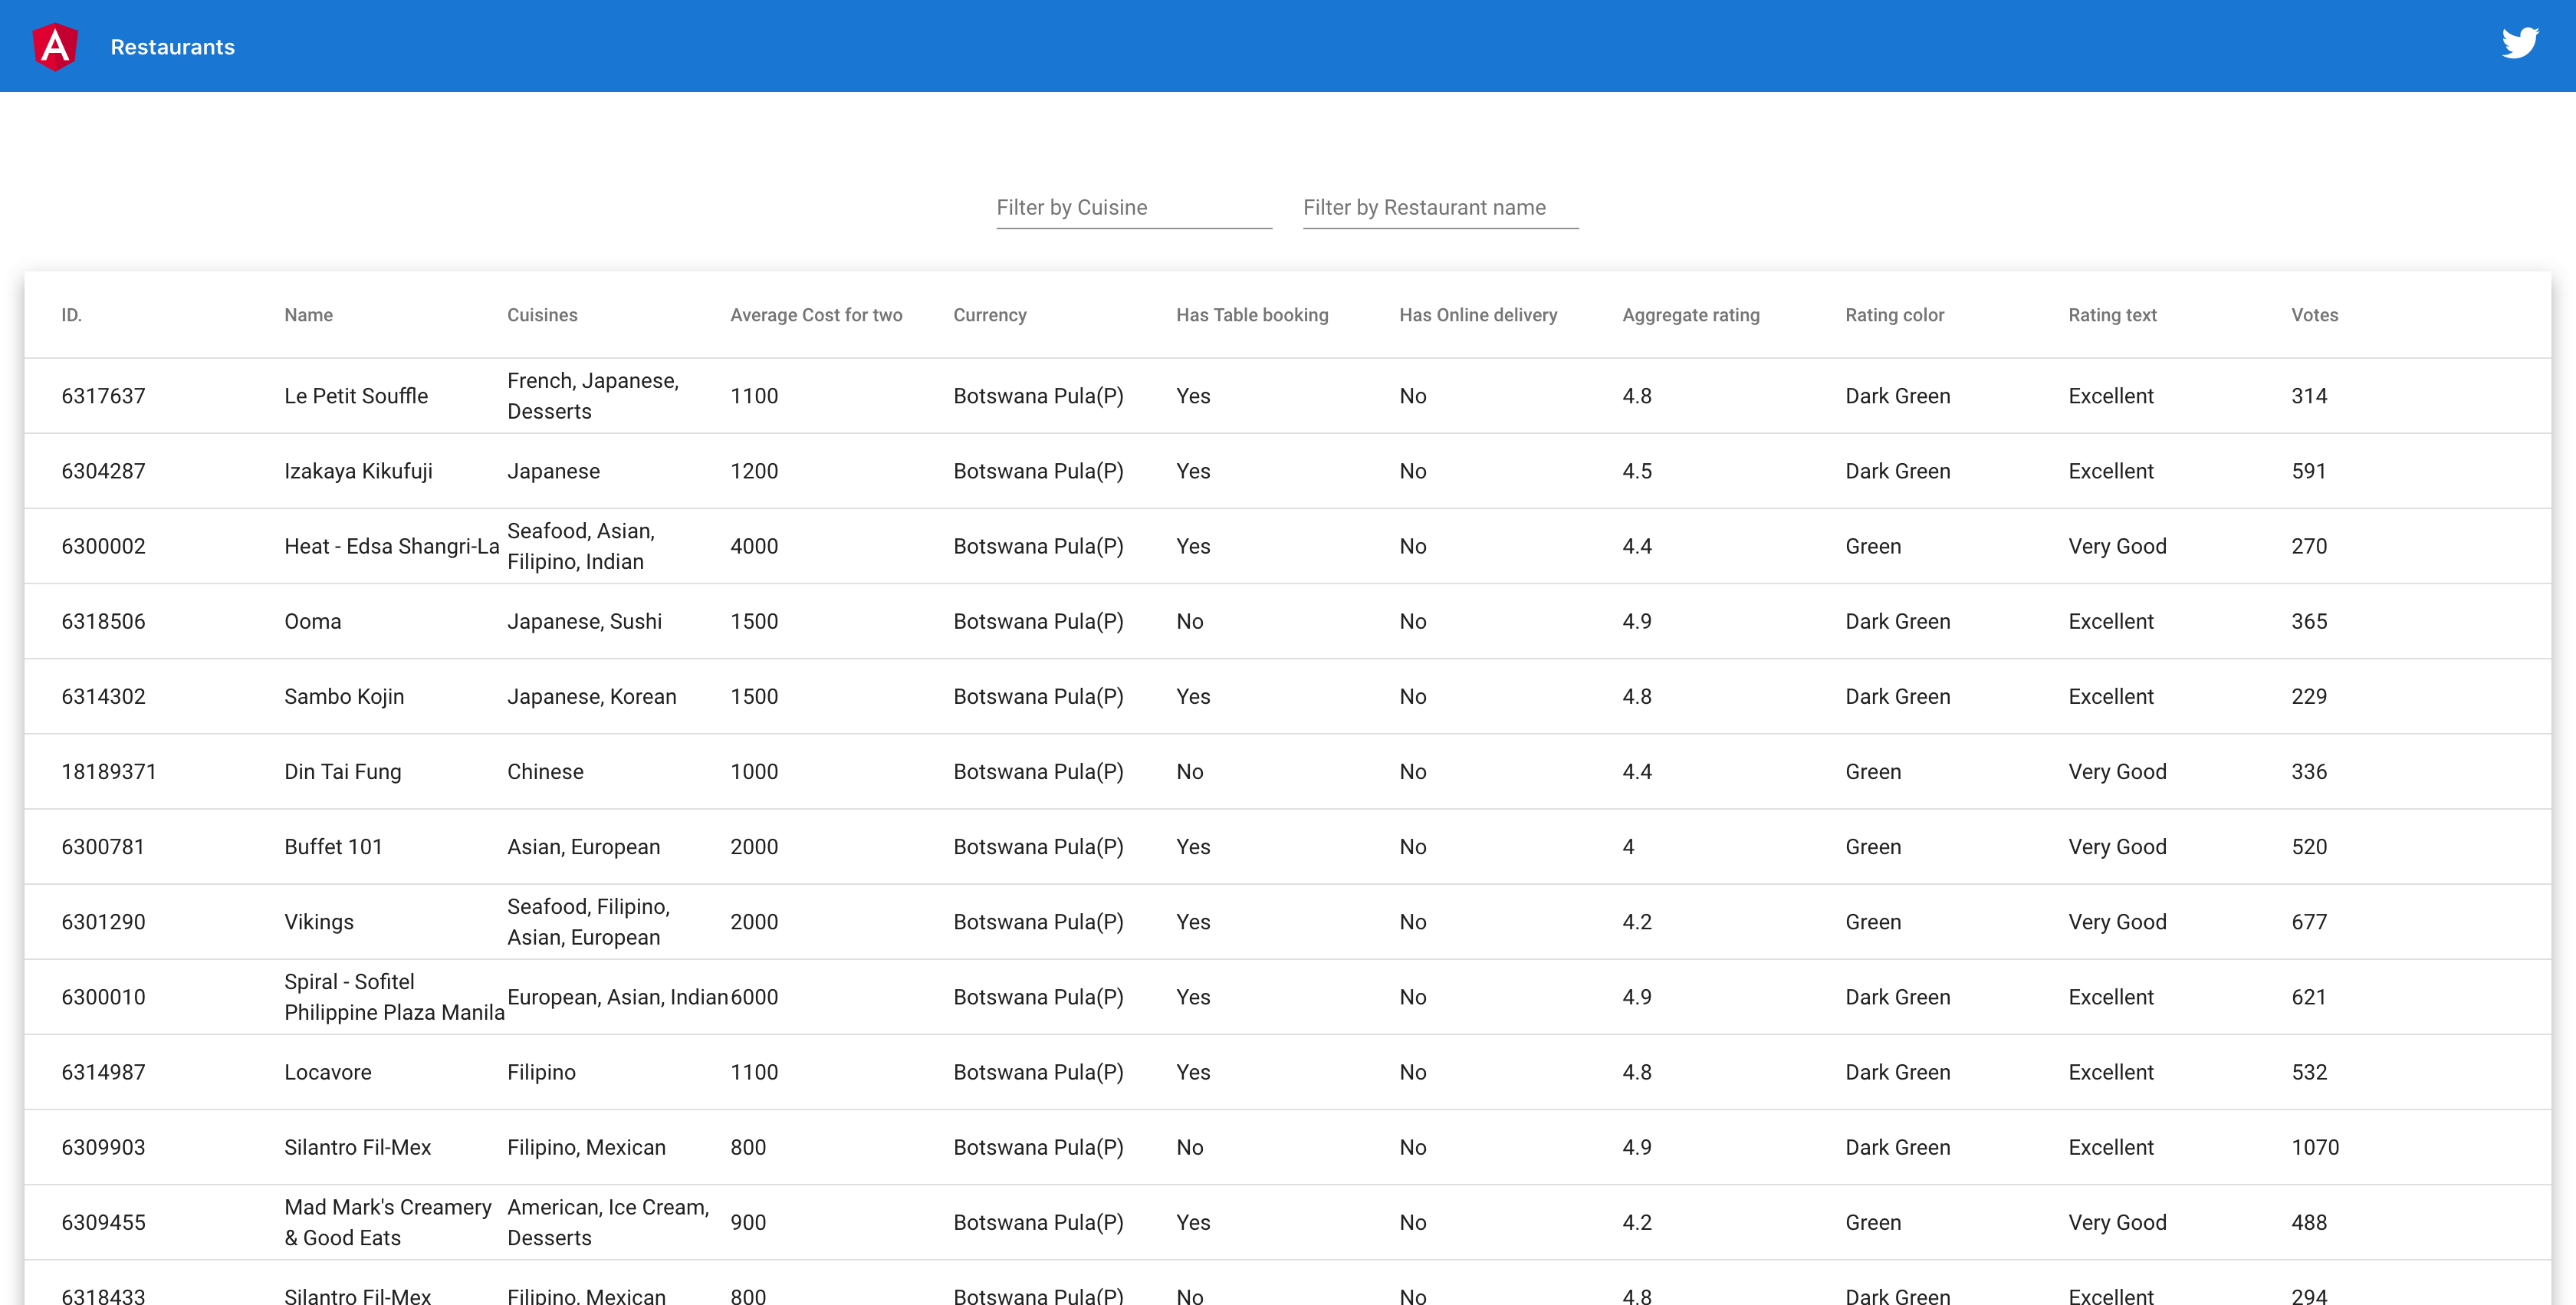 Restaurants
Filter by Cuisine Filter by Restaurant name
ID. Name Cuisines Average Cost for two Currency Has Table booking Has Online delivery Aggregate rating Rating color Rating text Votes
6317637 Le Petit Souffle French, Japanese, Desserts 1100 Botswana Pula(P) Yes No 4.8 Dark Green Excellent 314
6304287 Izakaya Kikufuji Japanese 1200 Botswana Pula(P) Yes No 4.5 Dark Green Excellent 591
6300002 Heat - Edsa Shangri-La Seafood, Asian, Filipino, Indian 4000 Botswana Pula(P) Yes No 4.4 Green Very Good 270
6318506 Ooma Japanese, Sushi 1500 Botswana Pula(P) No No 4.9 Dark Green Excellent 365
6314302 Sambo Kojin Japanese, Korean 1500 Botswana Pula(P) Yes No 4.8 Dark Green Excellent 229
18189371 Din Tai Fung Chinese 1000 Botswana Pula(P) No No 4.4 Green Very Good 336
6300781 Buffet 101 Asian, European 2000 Botswana Pula(P) Yes No 4 Green Very Good 520
6301290 Vikings Seafood, Filipino, Asian, European 2000 Botswana Pula(P) Yes No 4.2 Green Very Good 677
6300010 Spiral - Sofitel Philippine Plaza Manila European, Asian, Indian 6000 Botswana Pula(P) Yes No 4.9 Dark Green Excellent 621
6314987 Locavore Filipino 1100 Botswana Pula(P) Yes No 4.8 Dark Green Excellent 532
6309903 Silantro Fil-Mex Filipino, Mexican 800 Botswana Pula(P) No No 4.9 Dark Green Excellent 1070
6309455 Mad Mark's Creamery & Good Eats American, Ice Cream, Desserts 900 Botswana Pula(P) Yes No 4.2 Green Very Good 488
6318433 Silantro Fil-Mex Filipino, Mexican 800 Botswana Pula(P) No No 4.8 Dark Green Excellent 294